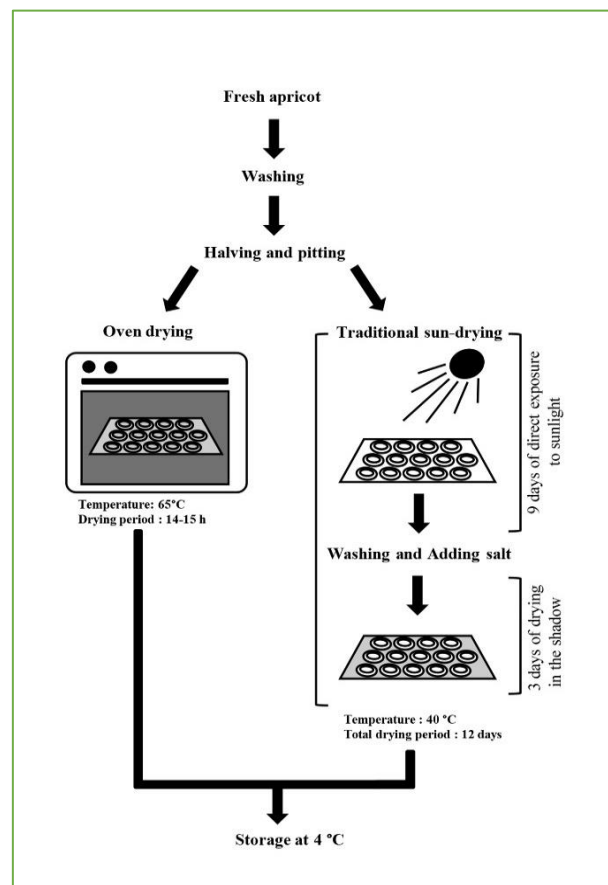 Fresh apricot
Washing
Halving and pitting
Oven drying
Temperature: 65°C
Drying period : 14-15 h
Traditional sun-drying
9 days of direct exposure
to sunlight
Washing and Adding salt
3 days of drying
in the shadow
Temperature : 40 °C
Total drying period : 12 days
Storage at 4 °C